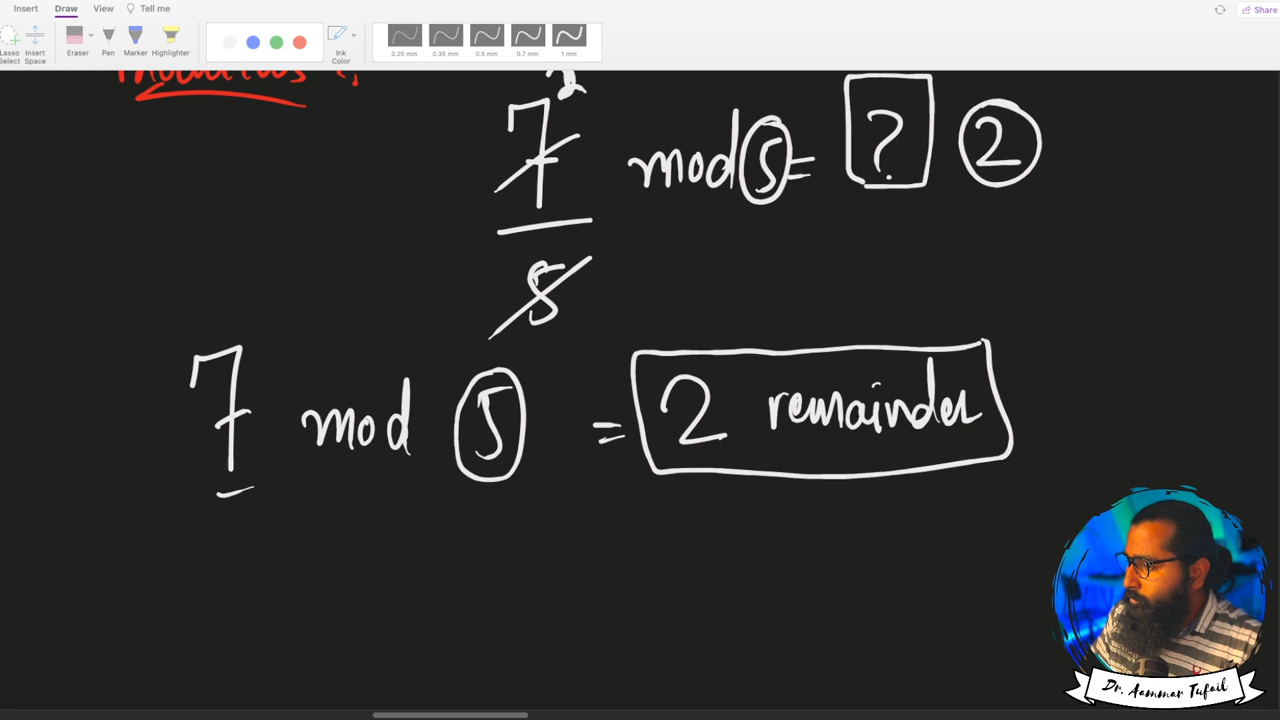 Insert Draw View Tell me
Share
Lasso Select Insert Space Eraser Pen Marker Highlighter Ink Color
0.25 mm 0.35 mm 0.5 mm 0.7 mm 1 mm
2
7 mod 5 = ? 2
5
7 mod 5 = 2 remainder
Dr. Aammar Tufail